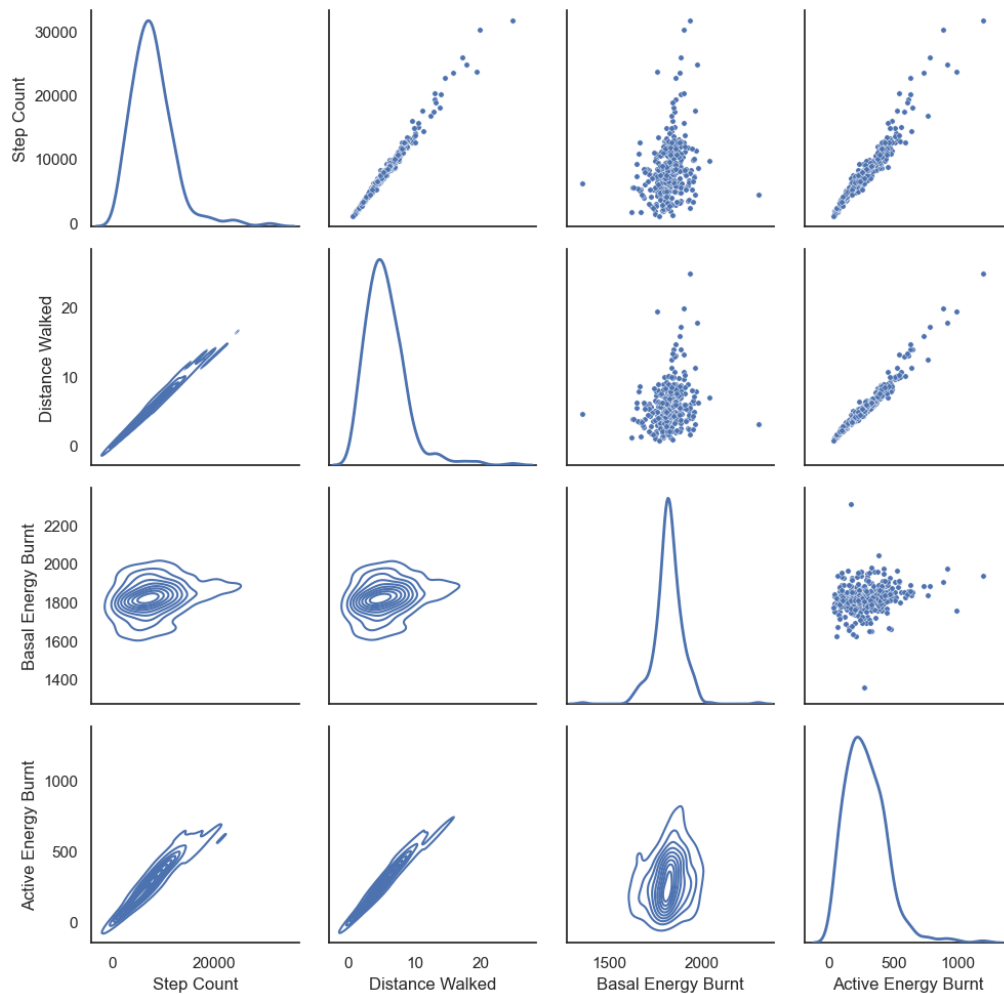 Step Count
30000
20000
10000
0
Distance Walked
20
10
0
Basal Energy Burnt
2200
2000
1800
1600
1400
Active Energy Burnt
1000
500
0
0 20000
Step Count
0 10 20
Distance Walked
1500 2000
Basal Energy Burnt
0 500 1000
Active Energy Burnt